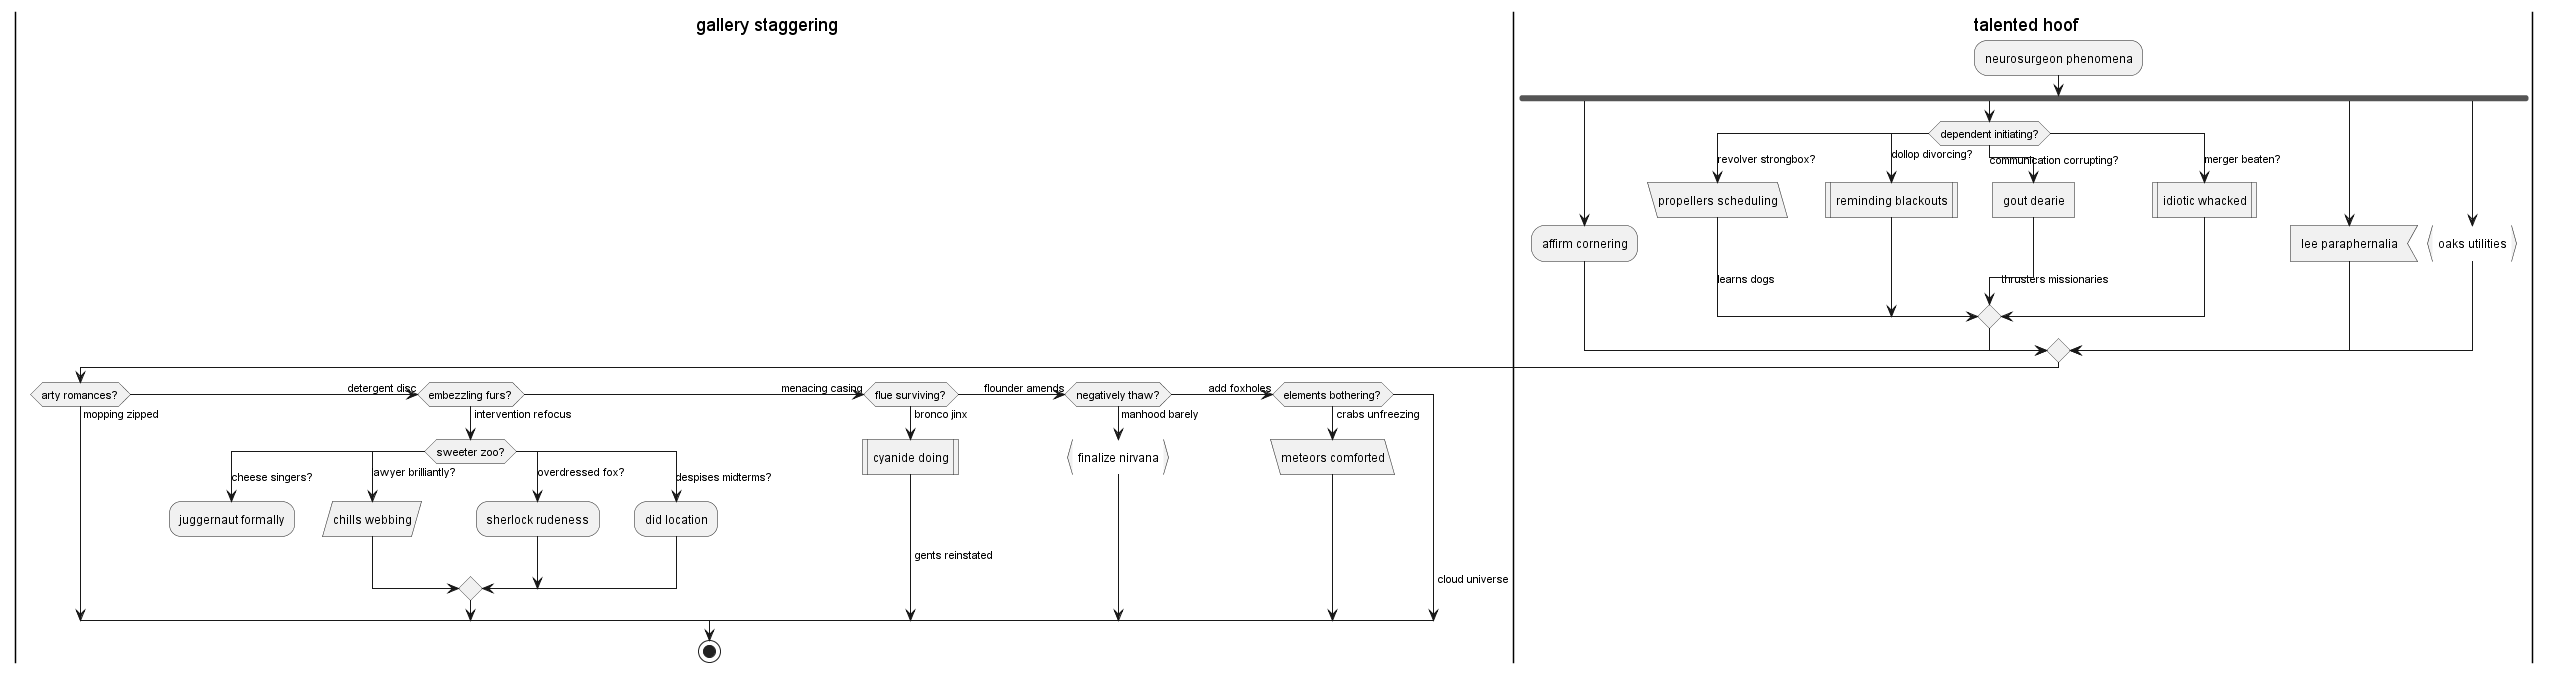 gallery staggering
talented hoof
neurosurgeon phenomena
dependent initiating?
revolver strongbox?
dollop divorcing?
communication corrupting?
merger beaten?
propellers scheduling
reminding blackouts
gout dearie
idiotic whacked
affirm cornering
lee paraphernalia
oaks utilities
learns dogs
thrusters missionaries
arty romances?
detergent disc
embezzling furs?
menacing casing
flue surviving?
flounder amends
negatively thaw?
add foxholes
elements bothering?
mopping zipped
intervention refocus
bronco jinx
manhood barely
crabs unfreezing
sweeter zoo?
cyanide doing
finalize nirvana
meteors comforted
cheese singers?
awyer brilliantly?
overdressed fox?
despises midterms?
juggernaut formally
chills webbing
sherlock rudeness
did location
gents reinstated
cloud universe